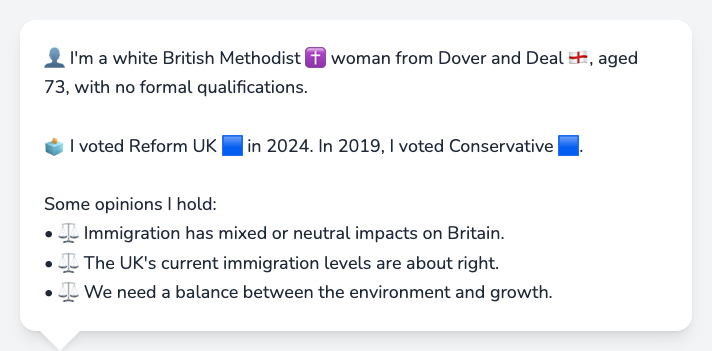 👤 I'm a white British Methodist ✝️ woman from Dover and Deal 🏴󠁧󠁢󠁥󠁮󠁧󠁿, aged
73, with no formal qualifications.
🗳️ I voted Reform UK 🟦 in 2024. In 2019, I voted Conservative 🟦.
Some opinions I hold:
• ⚖️ Immigration has mixed or neutral impacts on Britain.
• ⚖️ The UK's current immigration levels are about right.
• ⚖️ We need a balance between the environment and growth.